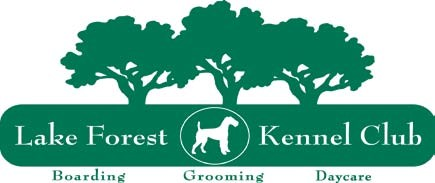 Lake Forest Kennel Club
Boarding Grooming Daycare